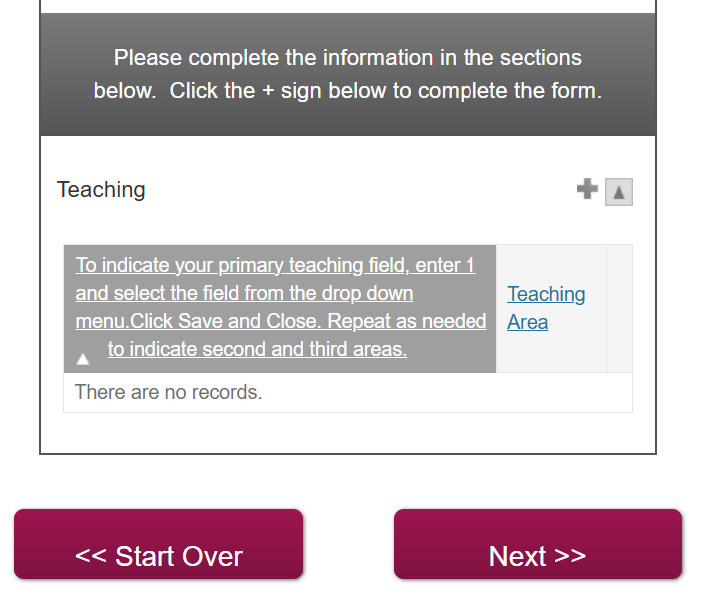 Please complete the information in the sections
below.  Click the + sign below to complete the form.
Teaching
To indicate your primary teaching field, enter 1
and select the field from the drop down
menu.Click Save and Close. Repeat as needed
to indicate second and third areas.
Teaching
Area
There are no records.
<< Start Over
Next >>